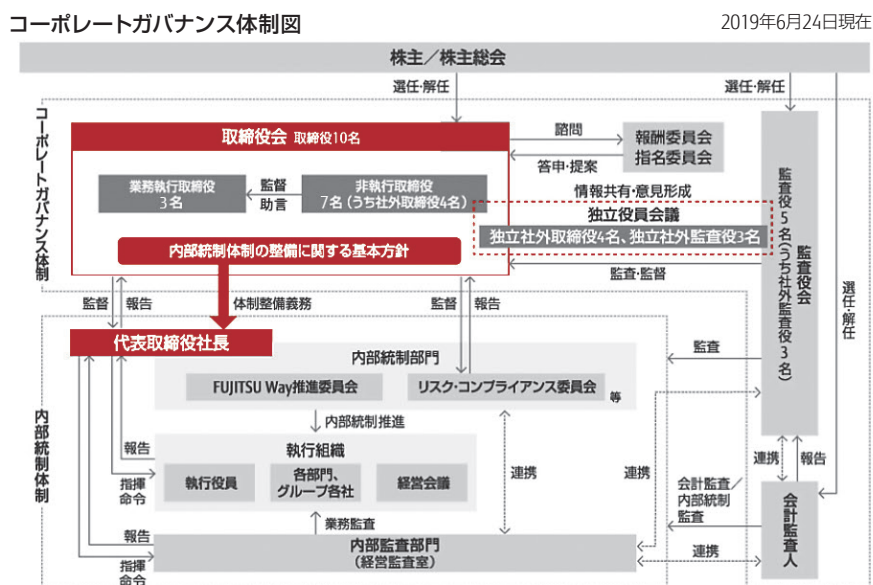 コーポレートガバナンス体制図
2019年6月24日現在
株主／株主総会
選任・解任
選任・解任
コーポレートガバナンス体制
取締役会 取締役10名
諮問
報酬委員会
指名委員会
答申・提案
業務執行取締役
3名
監督
助言
非執行取締役
7名（うち社外取締役4名）
情報共有・意見形成
独立役員会議
独立社外取締役4名、独立社外監査役3名
監査役会
監査役5名（うち社外監査役3名）
内部統制体制の整備に関する基本方針
監査・監督
選任・解任
監督
報告
体制整備義務
監督
報告
代表取締役社長
内部統制体制
内部統制部門
監査
FUJITSU Way推進委員会
リスク・コンプライアンス委員会
等
内部統制推進
報告
執行組織
指揮
命令
執行役員
各部門、
グループ各社
経営会議
連携
連携
連携
報告
会計監査／
内部統制
監査
会計監査人
業務監査
報告
内部監査部門
（経営監査室）
指揮
命令
連携